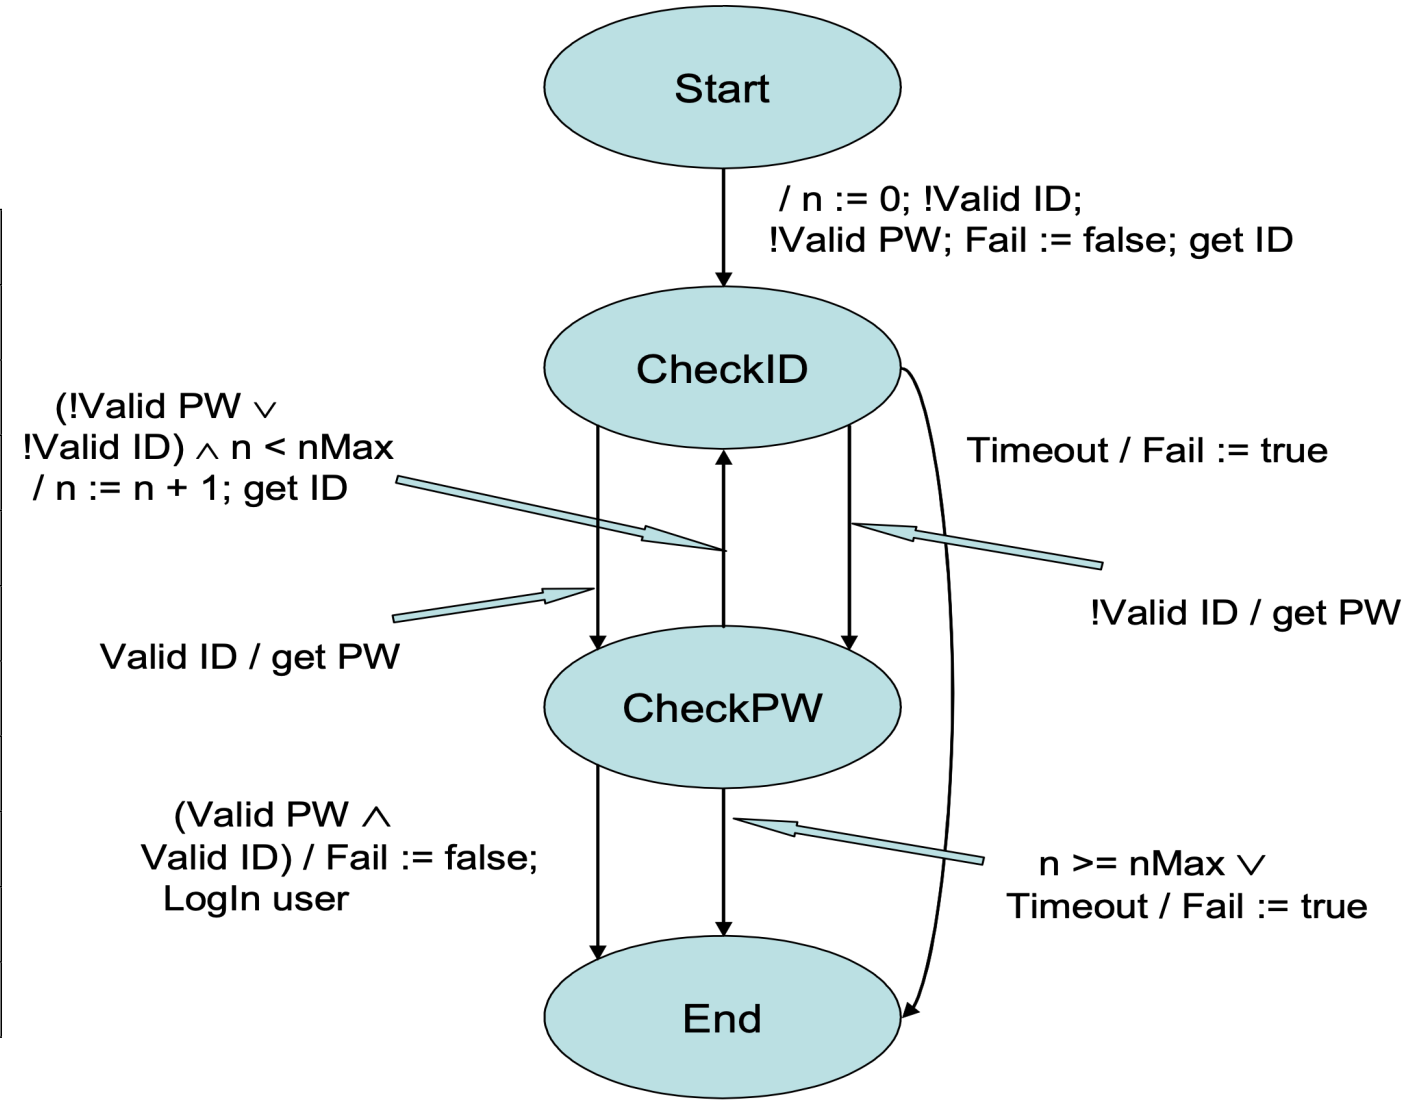 Start
/ n := 0; !Valid ID;
!Valid PW; Fail := false; get ID
CheckID
(!Valid PW ∨
!Valid ID) ∧ n < nMax
/ n := n + 1; get ID
Timeout / Fail := true
!Valid ID / get PW
Valid ID / get PW
CheckPW
(Valid PW ∧
Valid ID) / Fail := false;
LogIn user
n >= nMax ∨
Timeout / Fail := true
End